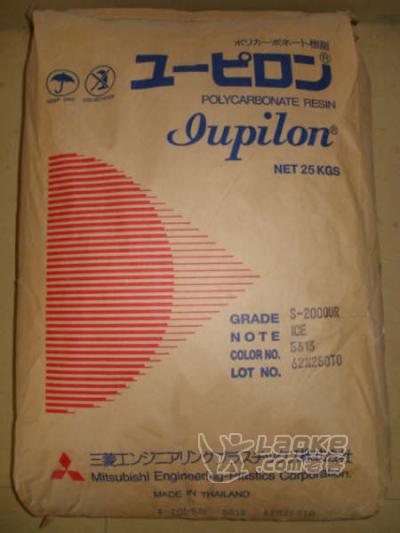 ポリカーボネート樹脂
ユーピロン®
POLYCARBONATE RESIN
Iupilon®
KEEP DRY
NET 25 KGS
GRADE S-2000UR
NOTE ICE
COLOR NO. 5313
LOT NO.
三菱エンジニアリングプラスチックス株式会社
Mitsubishi Engineering-Plastics Corporation.
MADE IN THAILAND
LAOKE